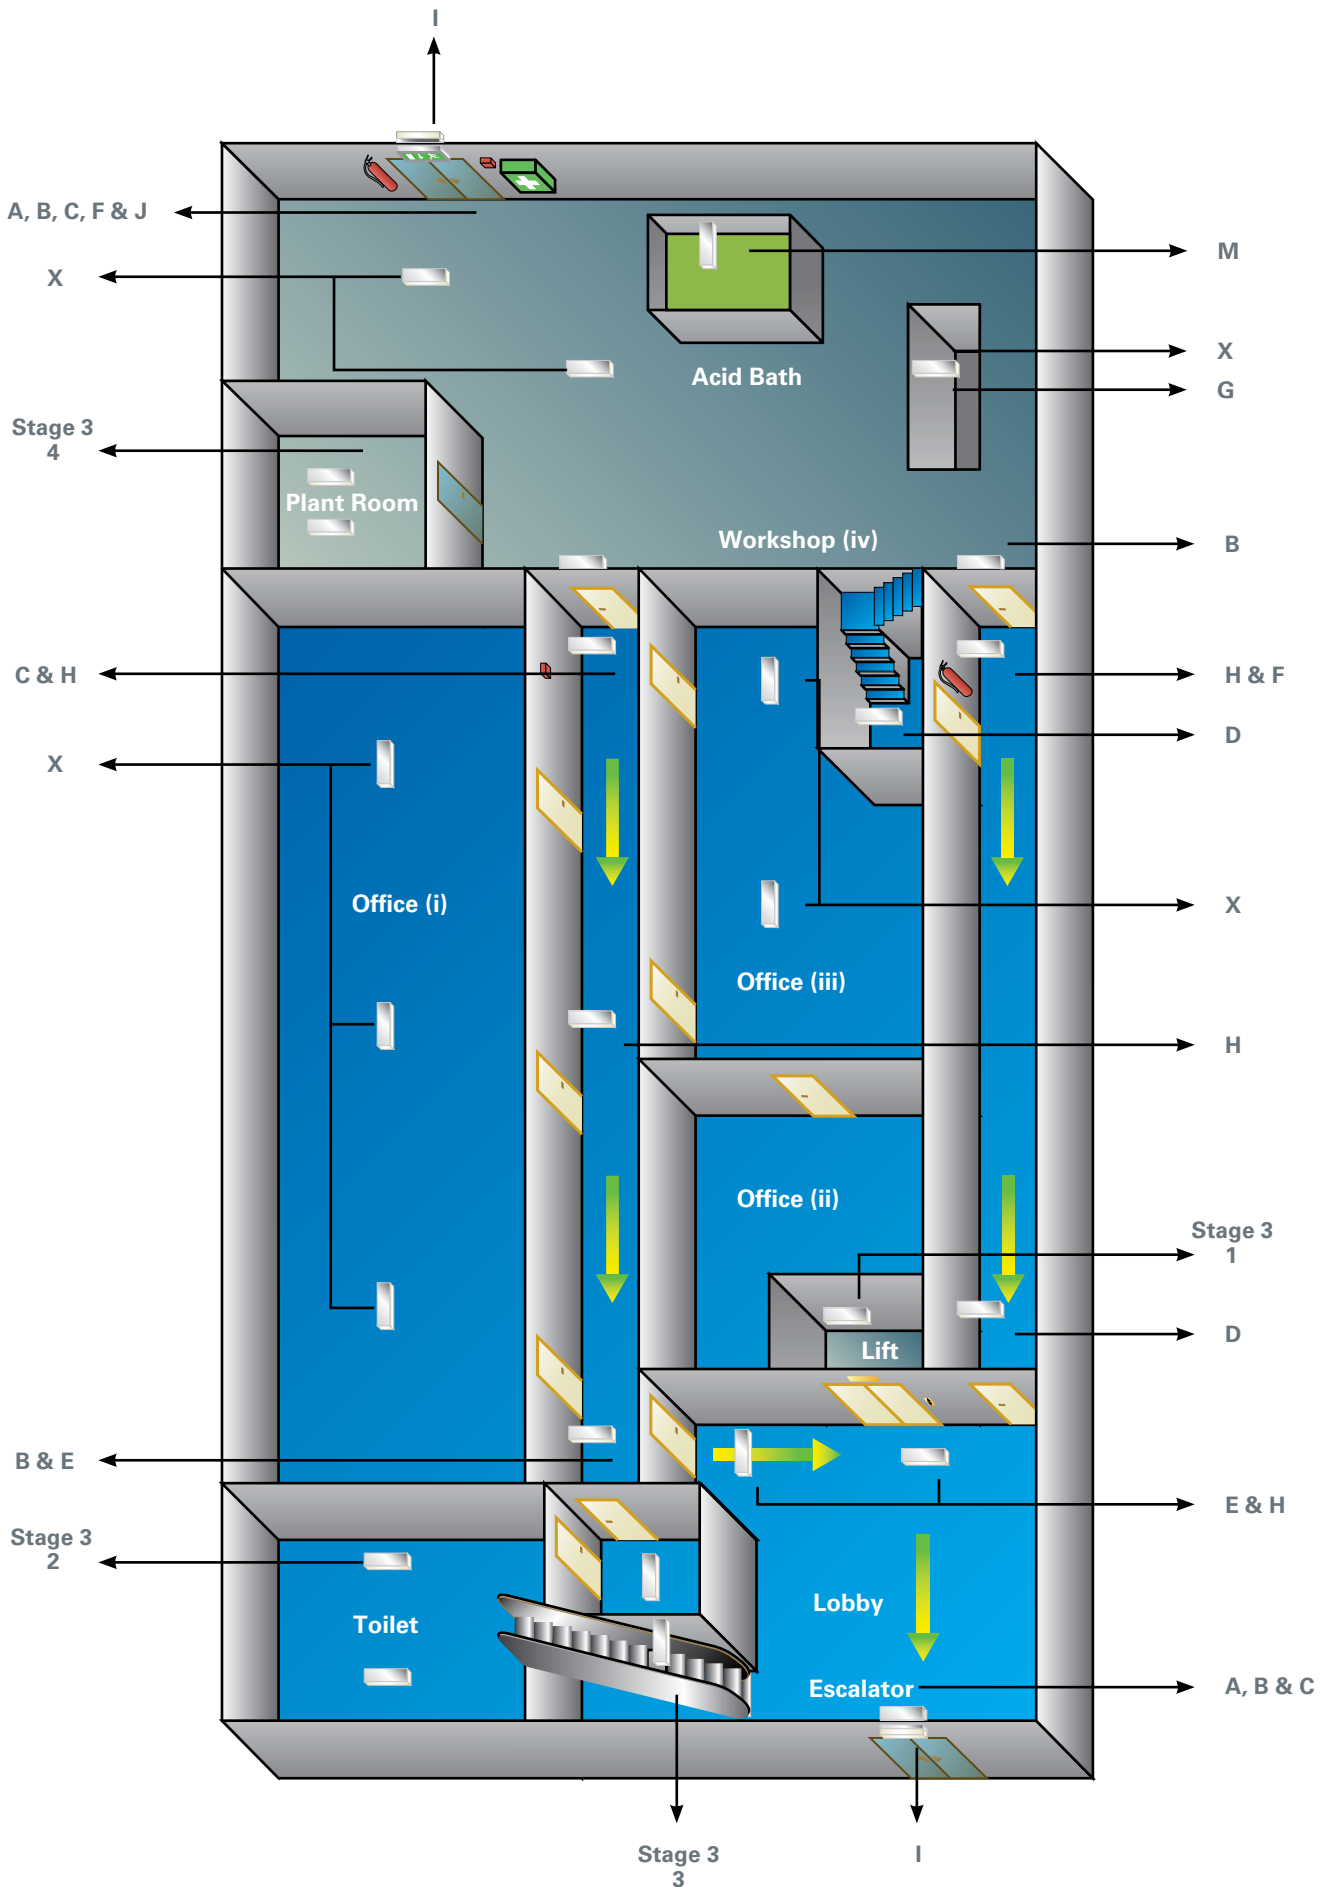 I
A, B, C, F & J
M
X
X
Acid Bath
G
Stage 3
4
Plant Room
Workshop (iv)
B
C & H
H & F
D
X
Office (i)
X
Office (iii)
H
Office (ii)
Stage 3
1
D
Lift
B & E
E & H
Stage 3
2
Lobby
Toilet
Escalator
A, B & C
Stage 3
3
I